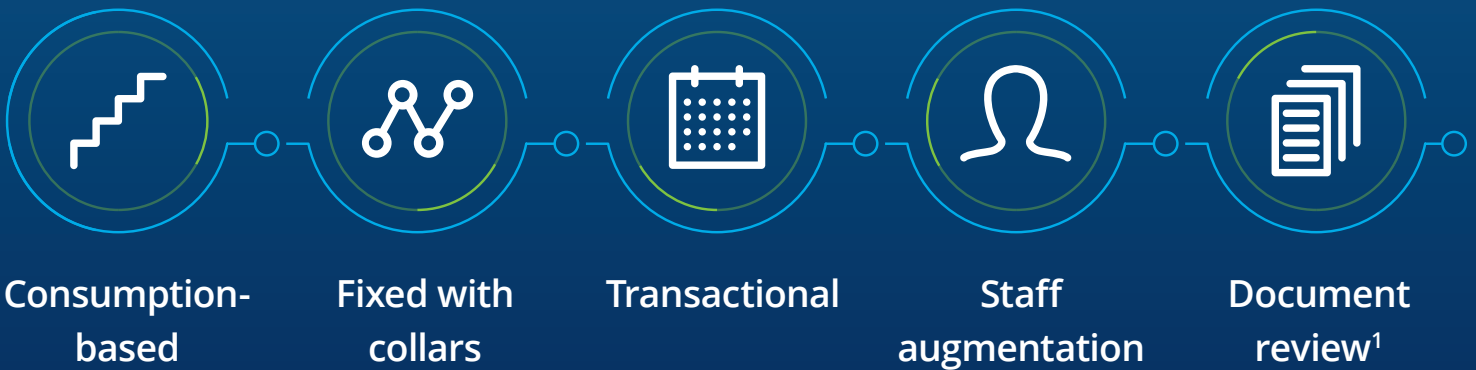 Consumption-
based
Fixed with
collars
Transactional
Staff
augmentation
Document
review¹